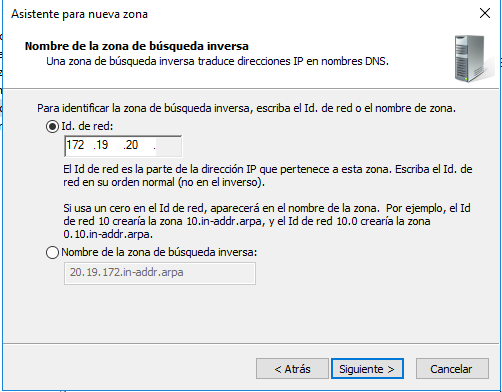 Asistente para nueva zona
Nombre de la zona de búsqueda inversa
Una zona de búsqueda inversa traduce direcciones IP en nombres DNS.
Para identificar la zona de búsqueda inversa, escriba el Id. de red o el nombre de zona.
Id. de red:
172 .19 .20 .
El Id de red es la parte de la dirección IP que pertenece a esta zona. Escriba el Id. de
red en su orden normal (no en el inverso).
Si usa un cero en el Id de red, aparecerá en el nombre de la zona. Por ejemplo, el Id
de red 10 crearía la zona 10.in-addr.arpa, y el Id de red 10.0 crearía la zona
0.10.in-addr.arpa.
Nombre de la zona de búsqueda inversa:
20.19.172.in-addr.arpa
< Atrás Siguiente > Cancelar